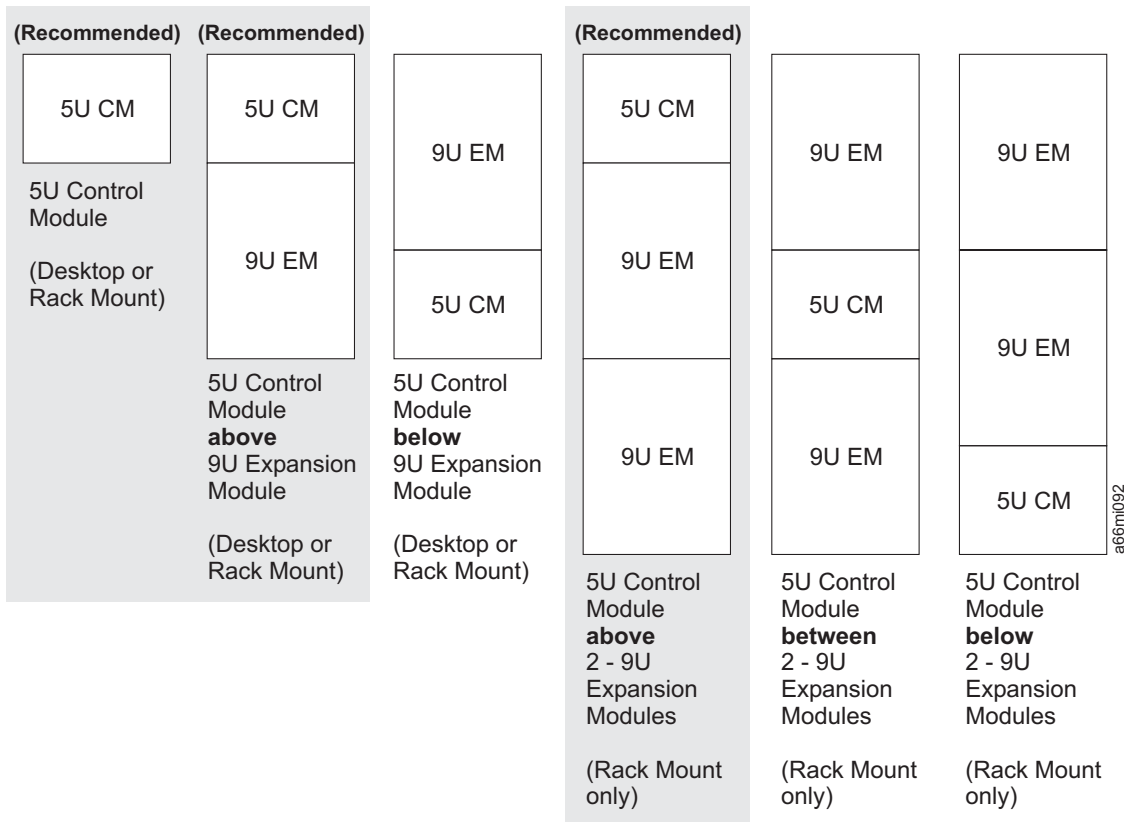 (Recommended)
5U CM
5U Control
Module
(Desktop or
Rack Mount)
(Recommended)
5U CM
9U EM
5U Control
Module
above
9U Expansion
Module
(Desktop or
Rack Mount)
9U EM
5U CM
5U Control
Module
below
9U Expansion
Module
(Desktop or
Rack Mount)
(Recommended)
5U CM
9U EM
9U EM
5U Control
Module
above
2 - 9U
Expansion
Modules
(Rack Mount
only)
9U EM
5U CM
9U EM
5U Control
Module
between
2 - 9U
Expansion
Modules
(Rack Mount
only)
9U EM
9U EM
5U CM
5U Control
Module
below
2 - 9U
Expansion
Modules
(Rack Mount
only)
a66mi092